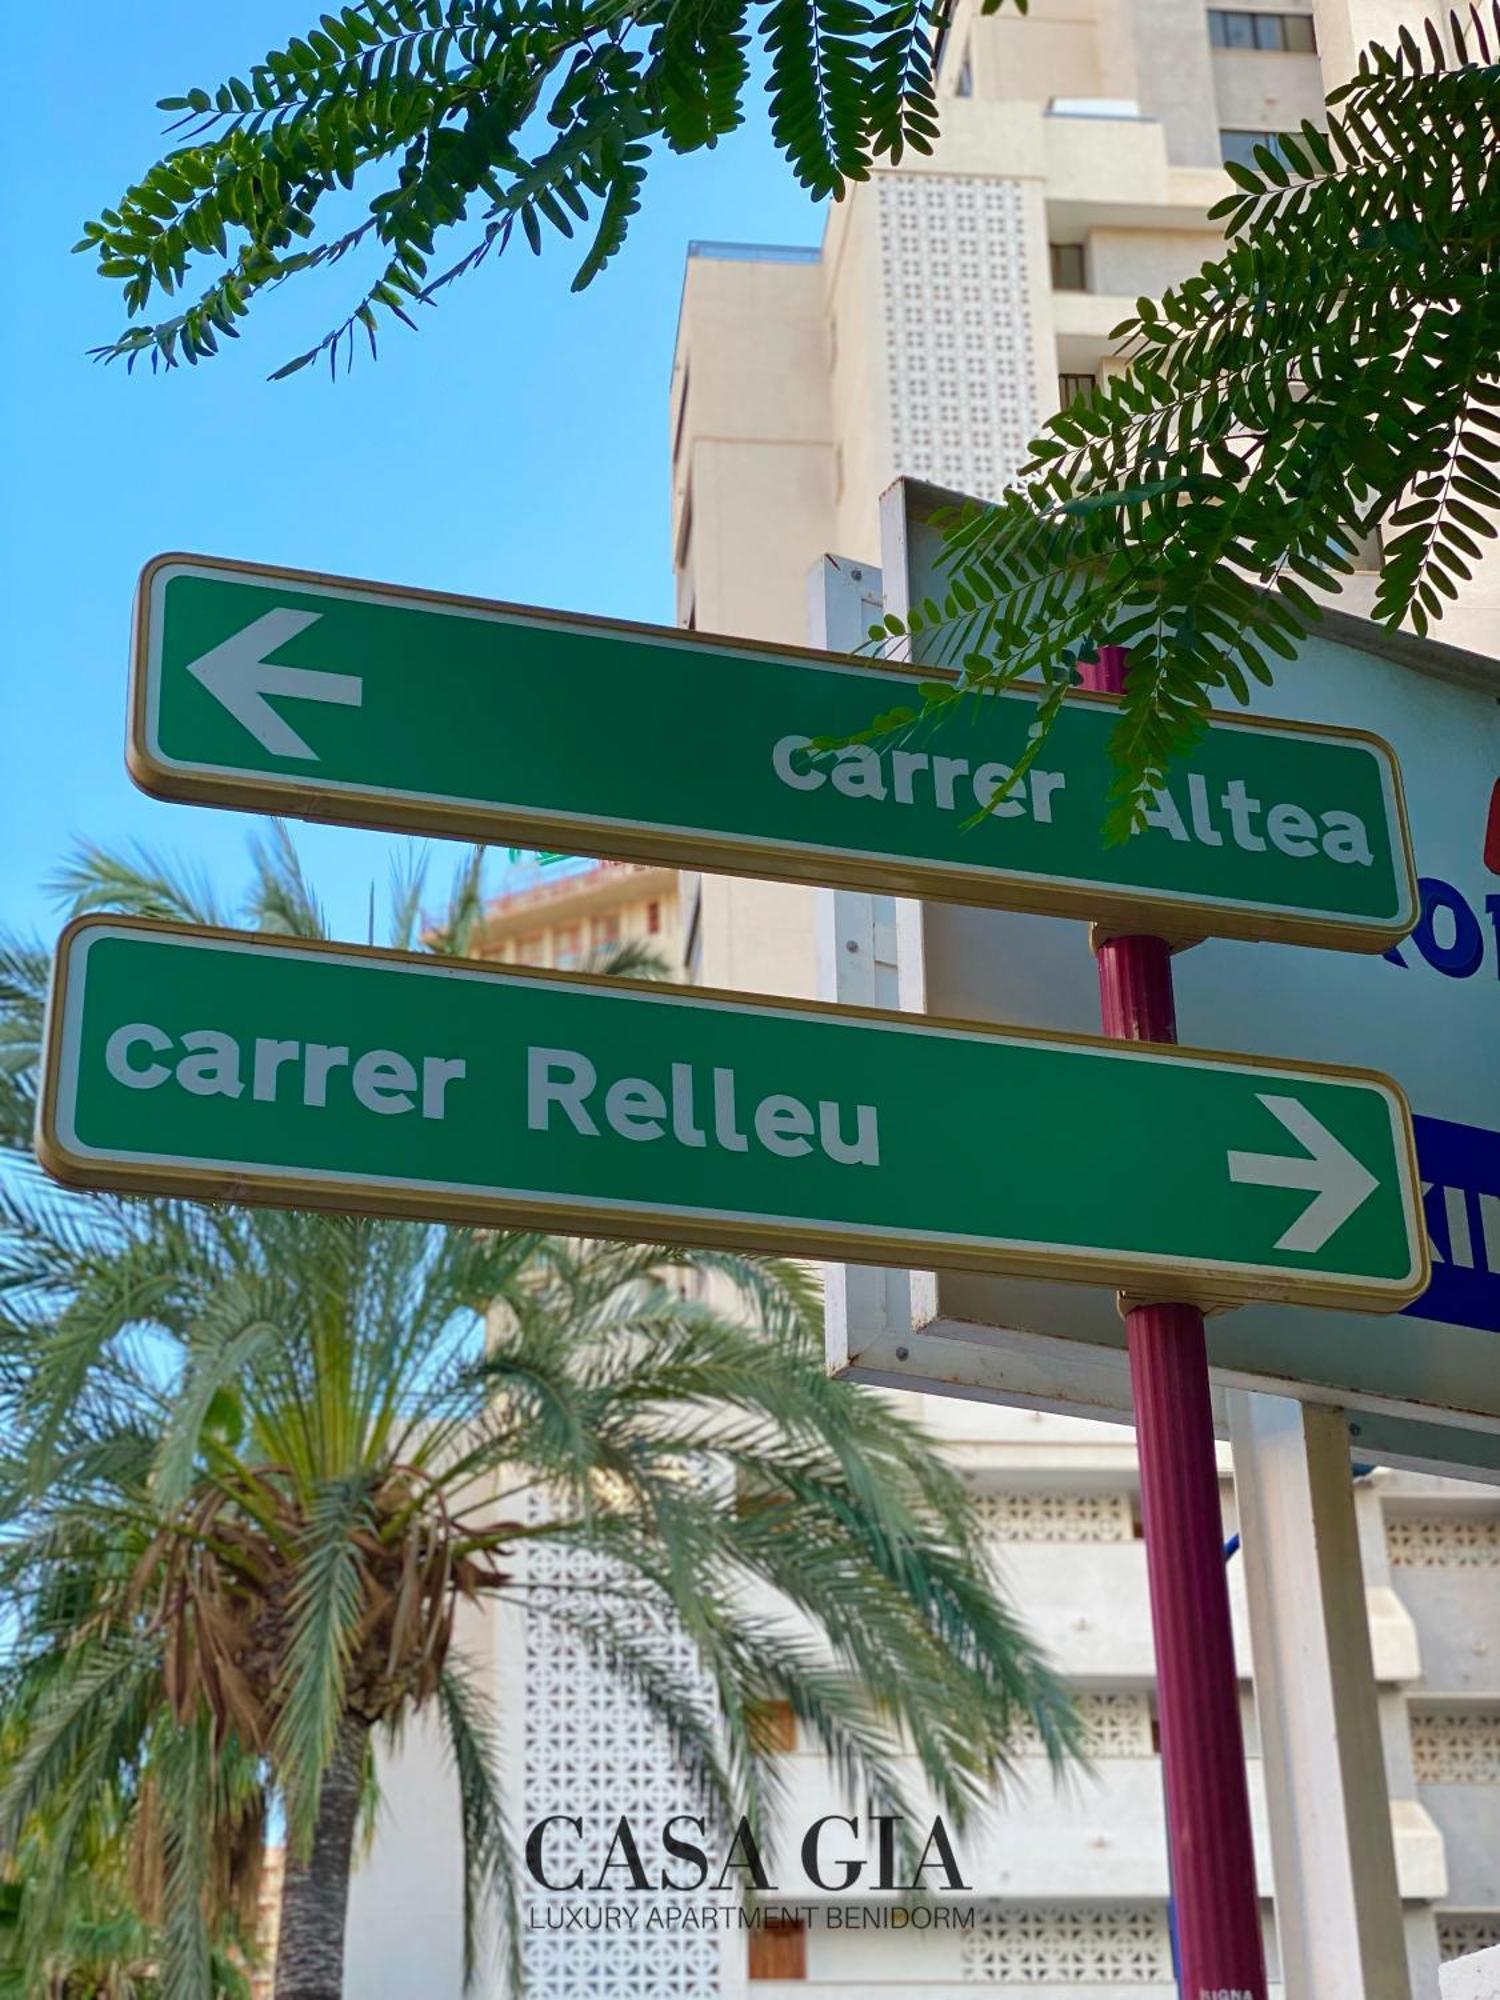 carrer Altea
carrer Relleu
CASA GIA
LUXURY APARTMENT BENIDORM